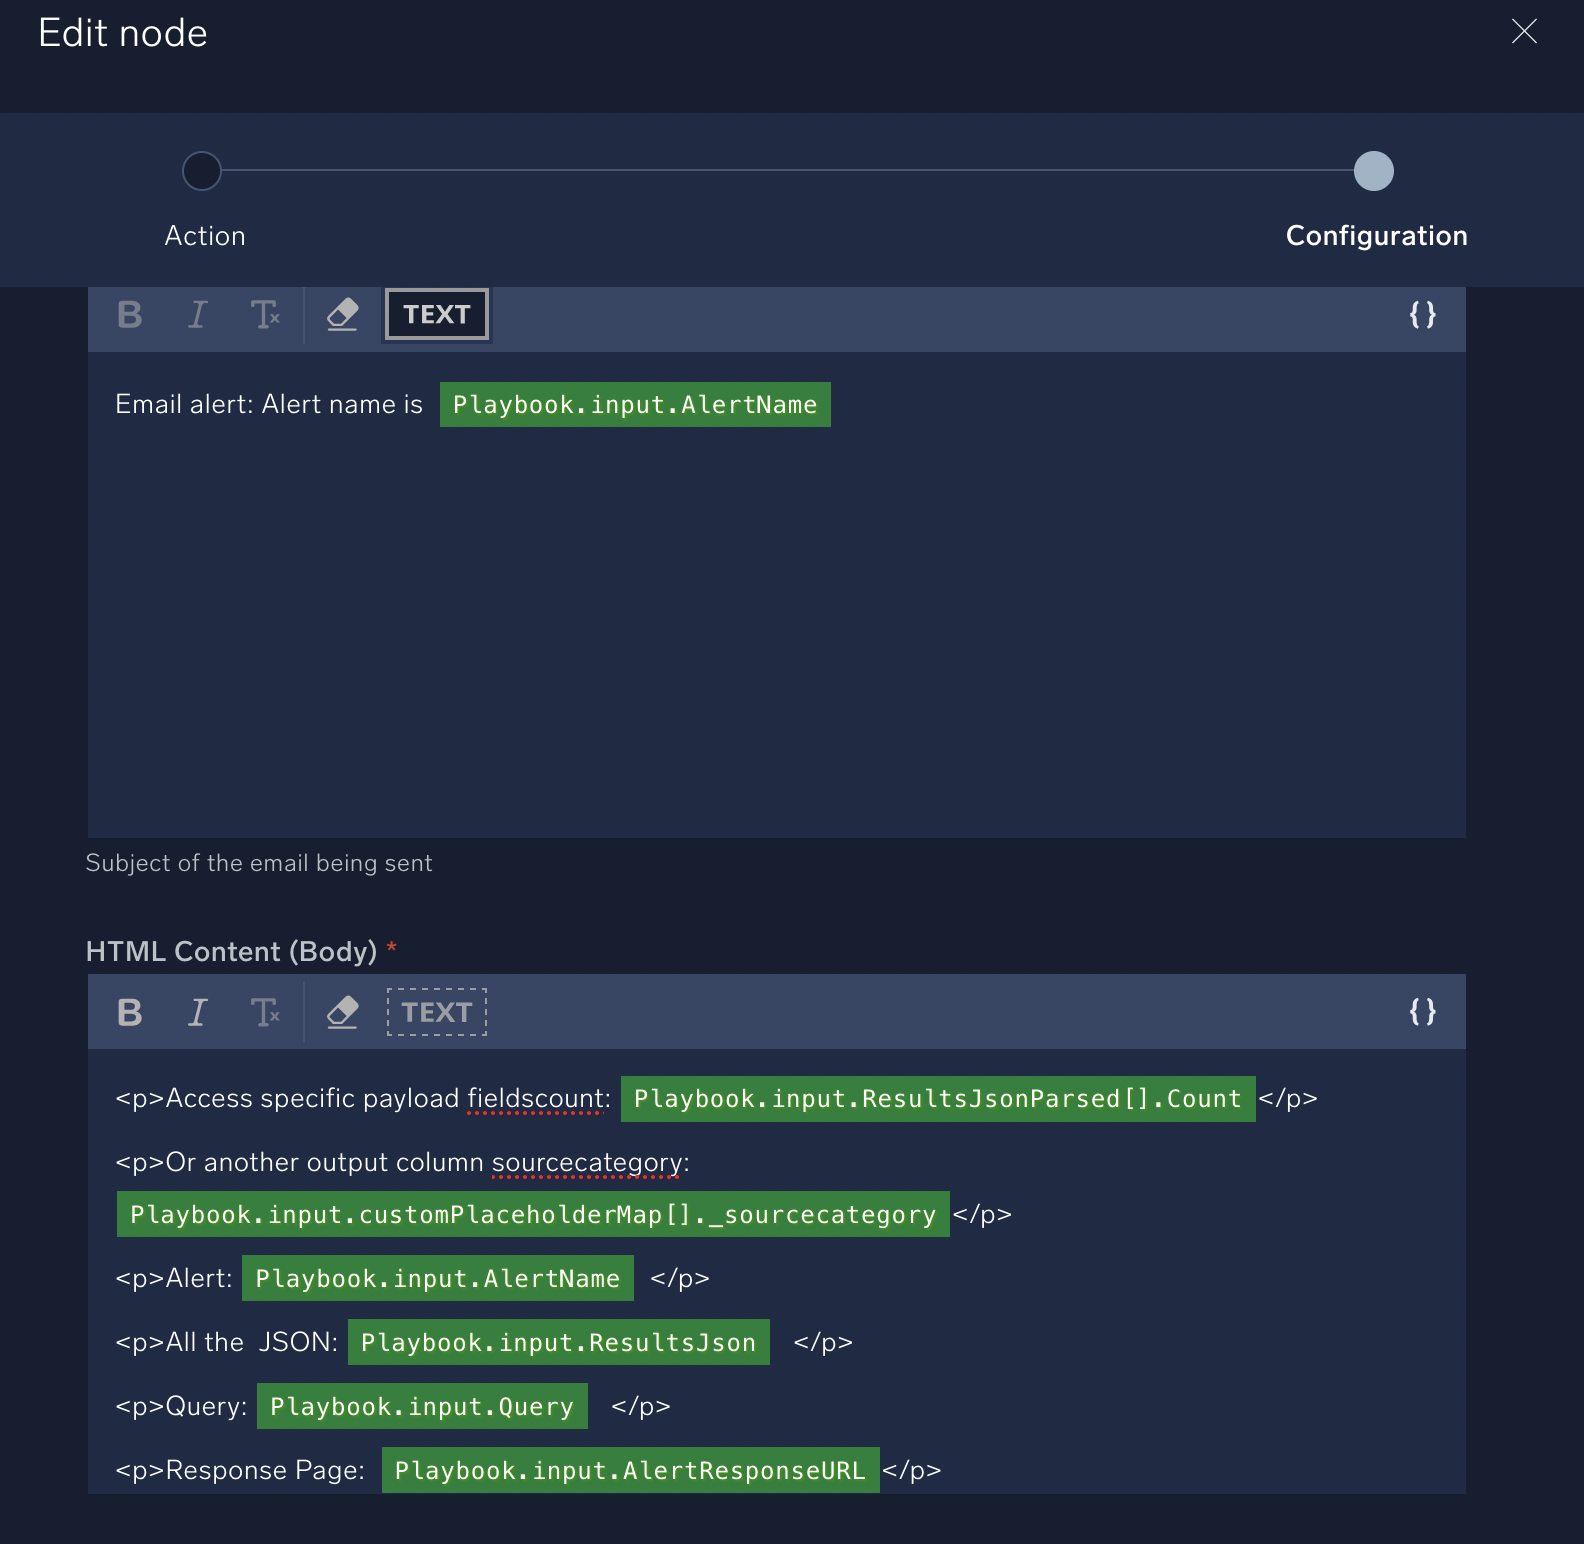 Edit node
Action
Configuration
B I Tx TEXT {}
Email alert: Alert name is Playbook.input.AlertName
Subject of the email being sent
HTML Content (Body) *
B I Tx TEXT {}
<p>Access specific payload fieldscount: Playbook.input.ResultsJsonParsed[].Count</p>
<p>Or another output column sourcecategory:
Playbook.input.customPlaceholderMap[]._sourcecategory</p>
<p>Alert: Playbook.input.AlertName </p>
<p>All the  JSON: Playbook.input.ResultsJson </p>
<p>Query: Playbook.input.Query </p>
<p>Response Page: Playbook.input.AlertResponseURL</p>